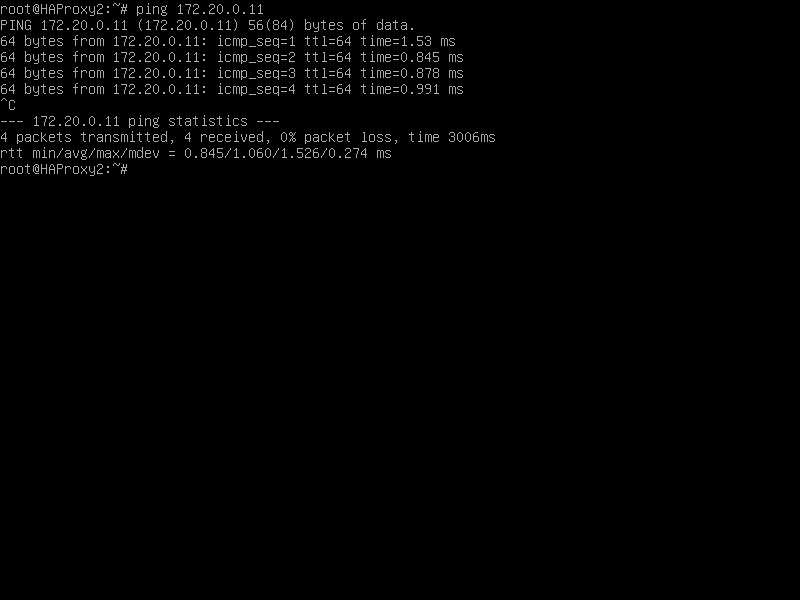 root@HAProxy2:~# ping 172.20.0.11
PING 172.20.0.11 (172.20.0.11) 56(84) bytes of data.
64 bytes from 172.20.0.11: icmp_seq=1 ttl=64 time=1.53 ms
64 bytes from 172.20.0.11: icmp_seq=2 ttl=64 time=0.845 ms
64 bytes from 172.20.0.11: icmp_seq=3 ttl=64 time=0.878 ms
64 bytes from 172.20.0.11: icmp_seq=4 ttl=64 time=0.991 ms
^C
--- 172.20.0.11 ping statistics ---
4 packets transmitted, 4 received, 0% packet loss, time 3006ms
rtt min/avg/max/mdev = 0.845/1.060/1.526/0.274 ms
root@HAProxy2:~#